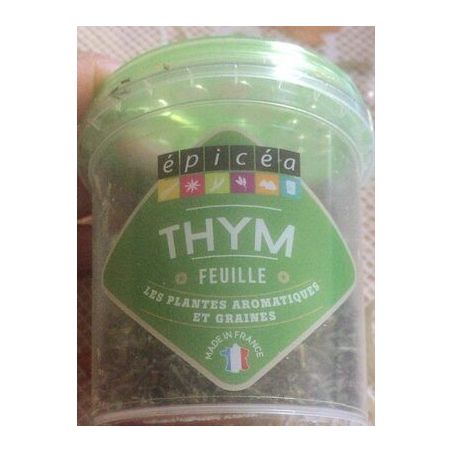 épicéa
THYM
FEUILLE
LES PLANTES AROMATIQUES
ET GRAINES
MADE IN FRANCE